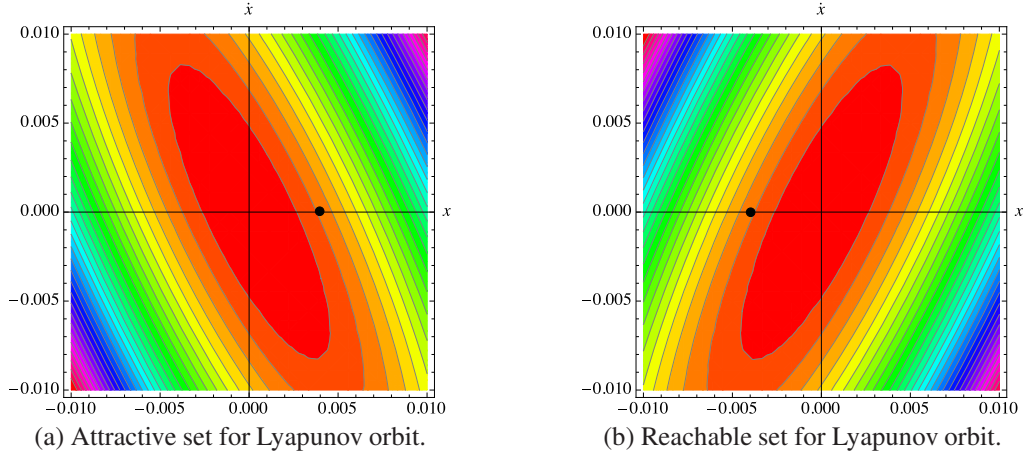 ẋ ẋ
0.010 0.010
0.005 0.005
0.000 x 0.000 x
−0.005 −0.005
−0.010 −0.010
−0.010 −0.005 0.000 0.005 0.010 −0.010 −0.005 0.000 0.005 0.010
(a) Attractive set for Lyapunov orbit. (b) Reachable set for Lyapunov orbit.